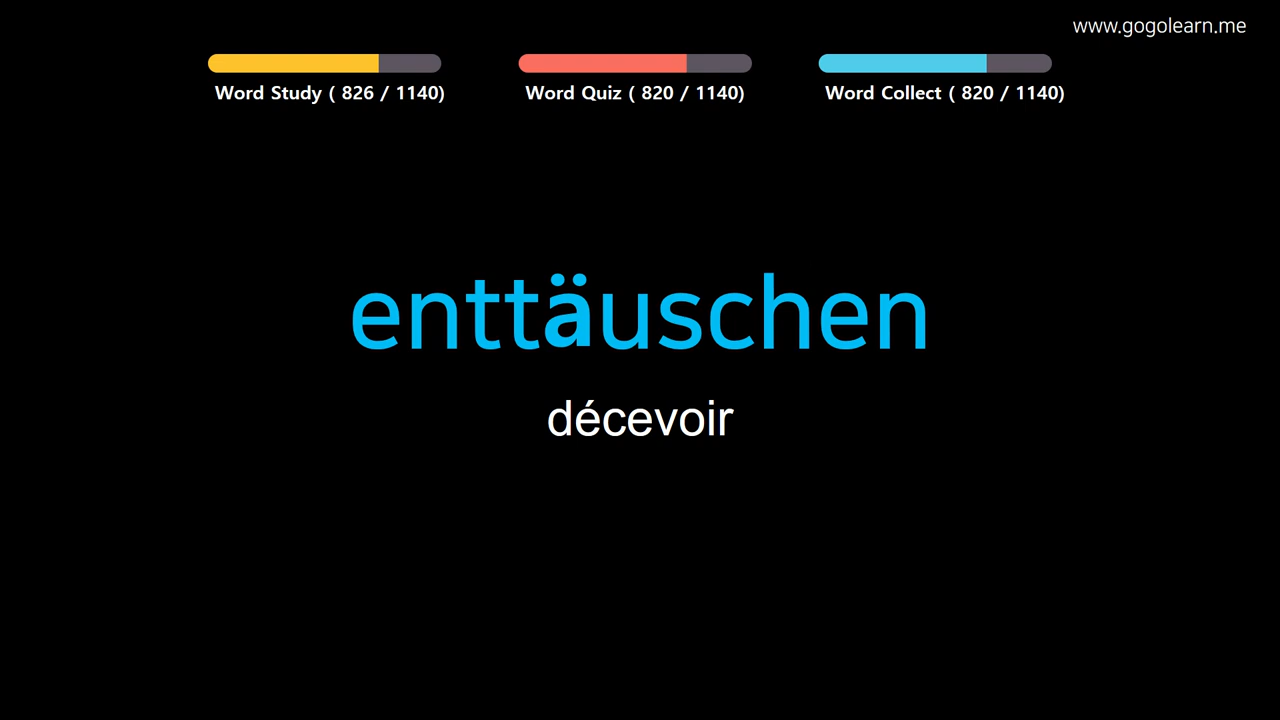 www.gogolearn.me
Word Study ( 826 / 1140)
Word Quiz ( 820 / 1140)
Word Collect ( 820 / 1140)
enttäuschen
décevoir